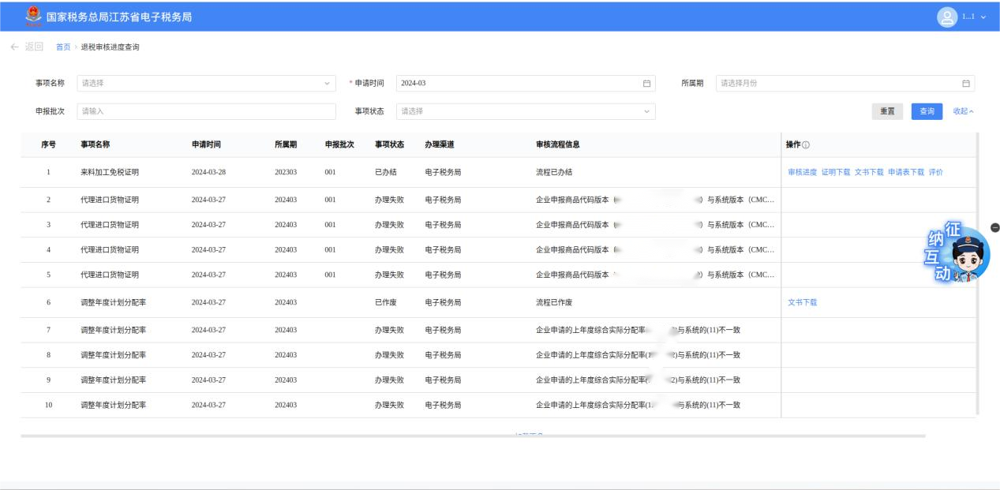 国家税务总局江苏省电子税务局 1...1
返回 首页 > 退税审核进度查询
事项名称 请选择 * 申请时间 2024-03 所属期 请选择月份
申报批次 请输入 事项状态 请选择 重置 查询 收起
序号 事项名称 申请时间 所属期 申报批次 事项状态 办理渠道 审核流程信息 操作
1 来料加工免税证明 2024-03-28 202303 001 已办结 电子税务局 流程已办结 审核进度 证明下载 文书下载 申请表下载 评价
2 代理进口货物证明 2024-03-27 202403 001 办理失败 电子税务局 企业申报商品代码版本 ）与系统版本（CMC...
3 代理进口货物证明 2024-03-27 202403 001 办理失败 电子税务局 企业申报商品代码版本 ）与系统版本（CMC...
4 代理进口货物证明 2024-03-27 202403 001 办理失败 电子税务局 企业申报商品代码版本 ）与系统版本（CMC...
5 代理进口货物证明 2024-03-27 202403 001 办理失败 电子税务局 企业申报商品代码版本 ）与系统版本（CMC...
6 调整年度计划分配率 2024-03-27 202403 已作废 电子税务局 流程已作废 文书下载
7 调整年度计划分配率 2024-03-27 202403 办理失败 电子税务局 企业申请的上年度综合实际分配率 与系统的(11)不一致
8 调整年度计划分配率 2024-03-27 202403 办理失败 电子税务局 企业申请的上年度综合实际分配率( )与系统的(11)不一致
9 调整年度计划分配率 2024-03-27 202403 办理失败 电子税务局 企业申请的上年度综合实际分配率( 2)与系统的(11)不一致
10 调整年度计划分配率 2024-03-27 202403 办理失败 电子税务局 企业申请的上年度综合实际分配率(1 与系统的(11)不一致
征纳互动